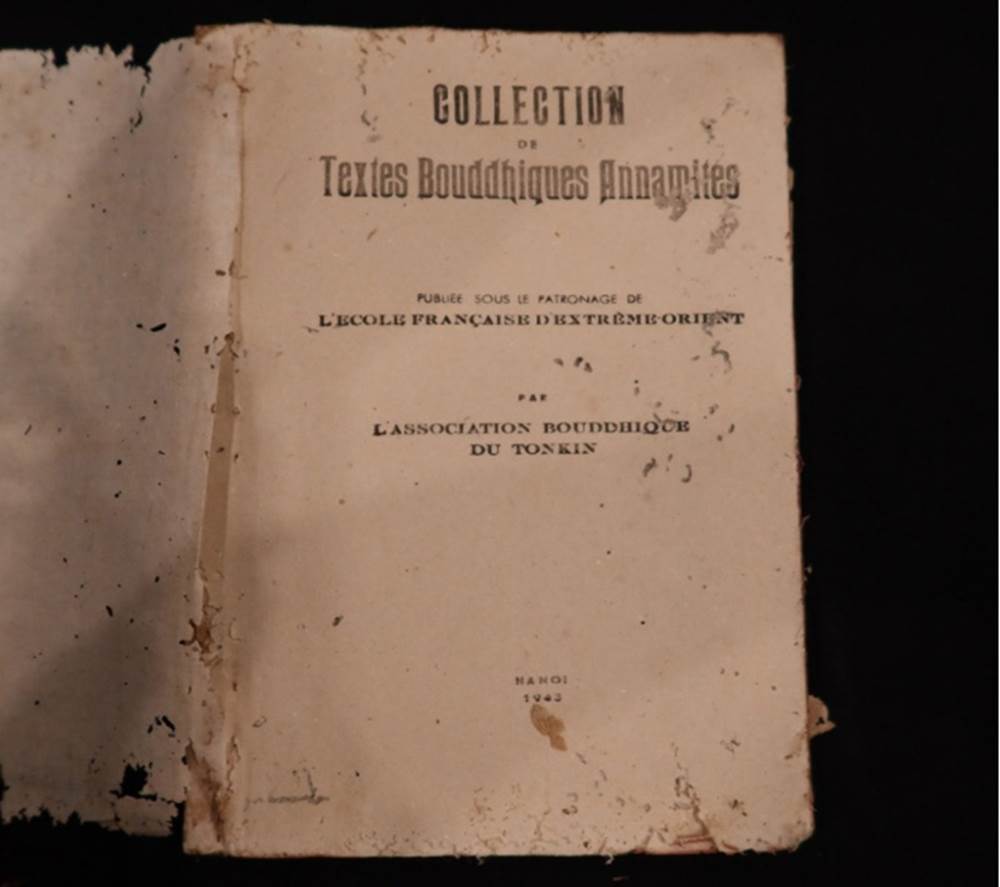 COLLECTION
DE
Textes Bouddhiques Annamites
PUBLIÉE SOUS LE PATRONAGE DE
L'ECOLE FRANÇAISE D'EXTRÊME-ORIENT
PAR
L'ASSOCIATION BOUDDHIQUE
DU TONKIN
HANOI
1943